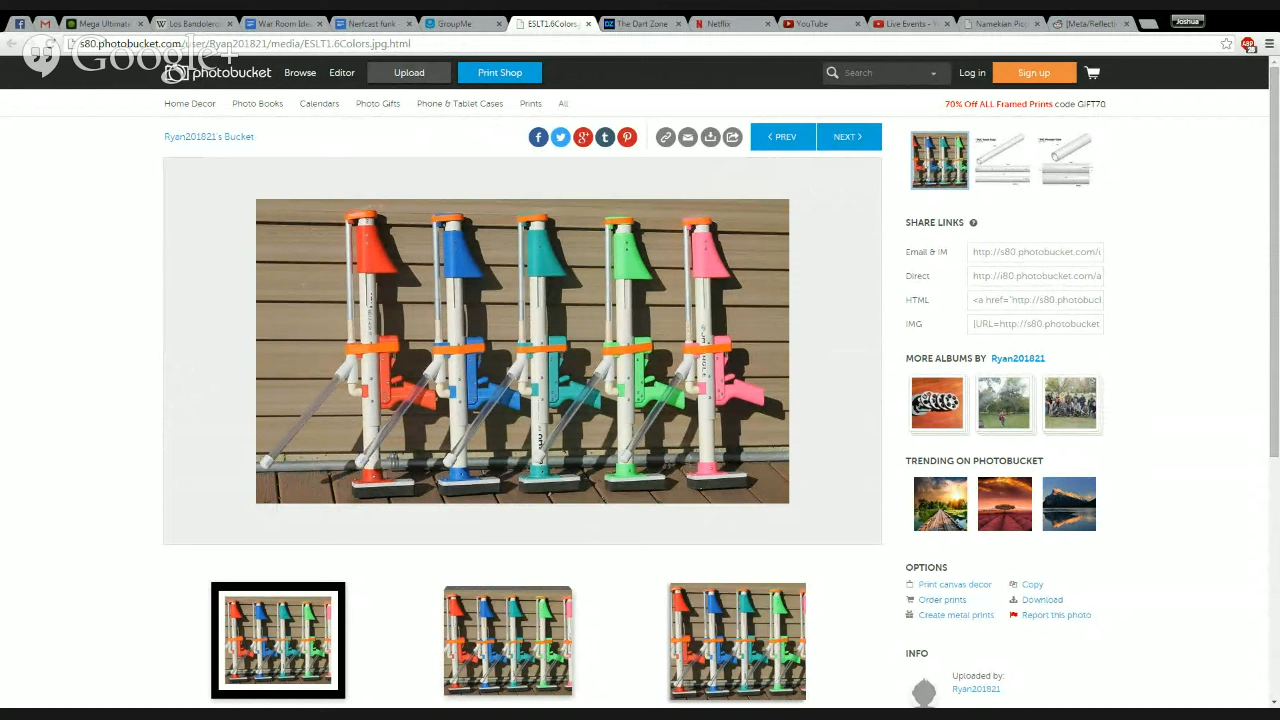 Mega Ultimate
Los Bandolero
War Room Ide
Nerfcast funk -
GroupMe
ESLT1.6Colors.j
The Dart Zone
Netflix
YouTube
Live Events - Yo
Namekian Pro
[Meta/Reflecti
Joshua
s80.photobucket.com/user/Ryan201821/media/ESLT1.6Colors.jpg.html
Google+
photobucket
Browse
Editor
Upload
Print Shop
Search
Log in
Sign up
Home Decor
Photo Books
Calendars
Photo Gifts
Phone & Tablet Cases
Prints
All
70% Off ALL Framed Prints code GIFT70
Ryan201821's Bucket
PREV
NEXT
SHARE LINKS
Email & IM
http://s80.photobucket.com/u
Direct
http://i80.photobucket.com/a
HTML
<a href="http://s80.photobucl
IMG
[URL=http://s80.photobucket
MORE ALBUMS BY Ryan201821
TRENDING ON PHOTOBUCKET
OPTIONS
Print canvas decor
Copy
Order prints
Download
Create metal prints
Report this photo
INFO
Uploaded by:
Ryan201821